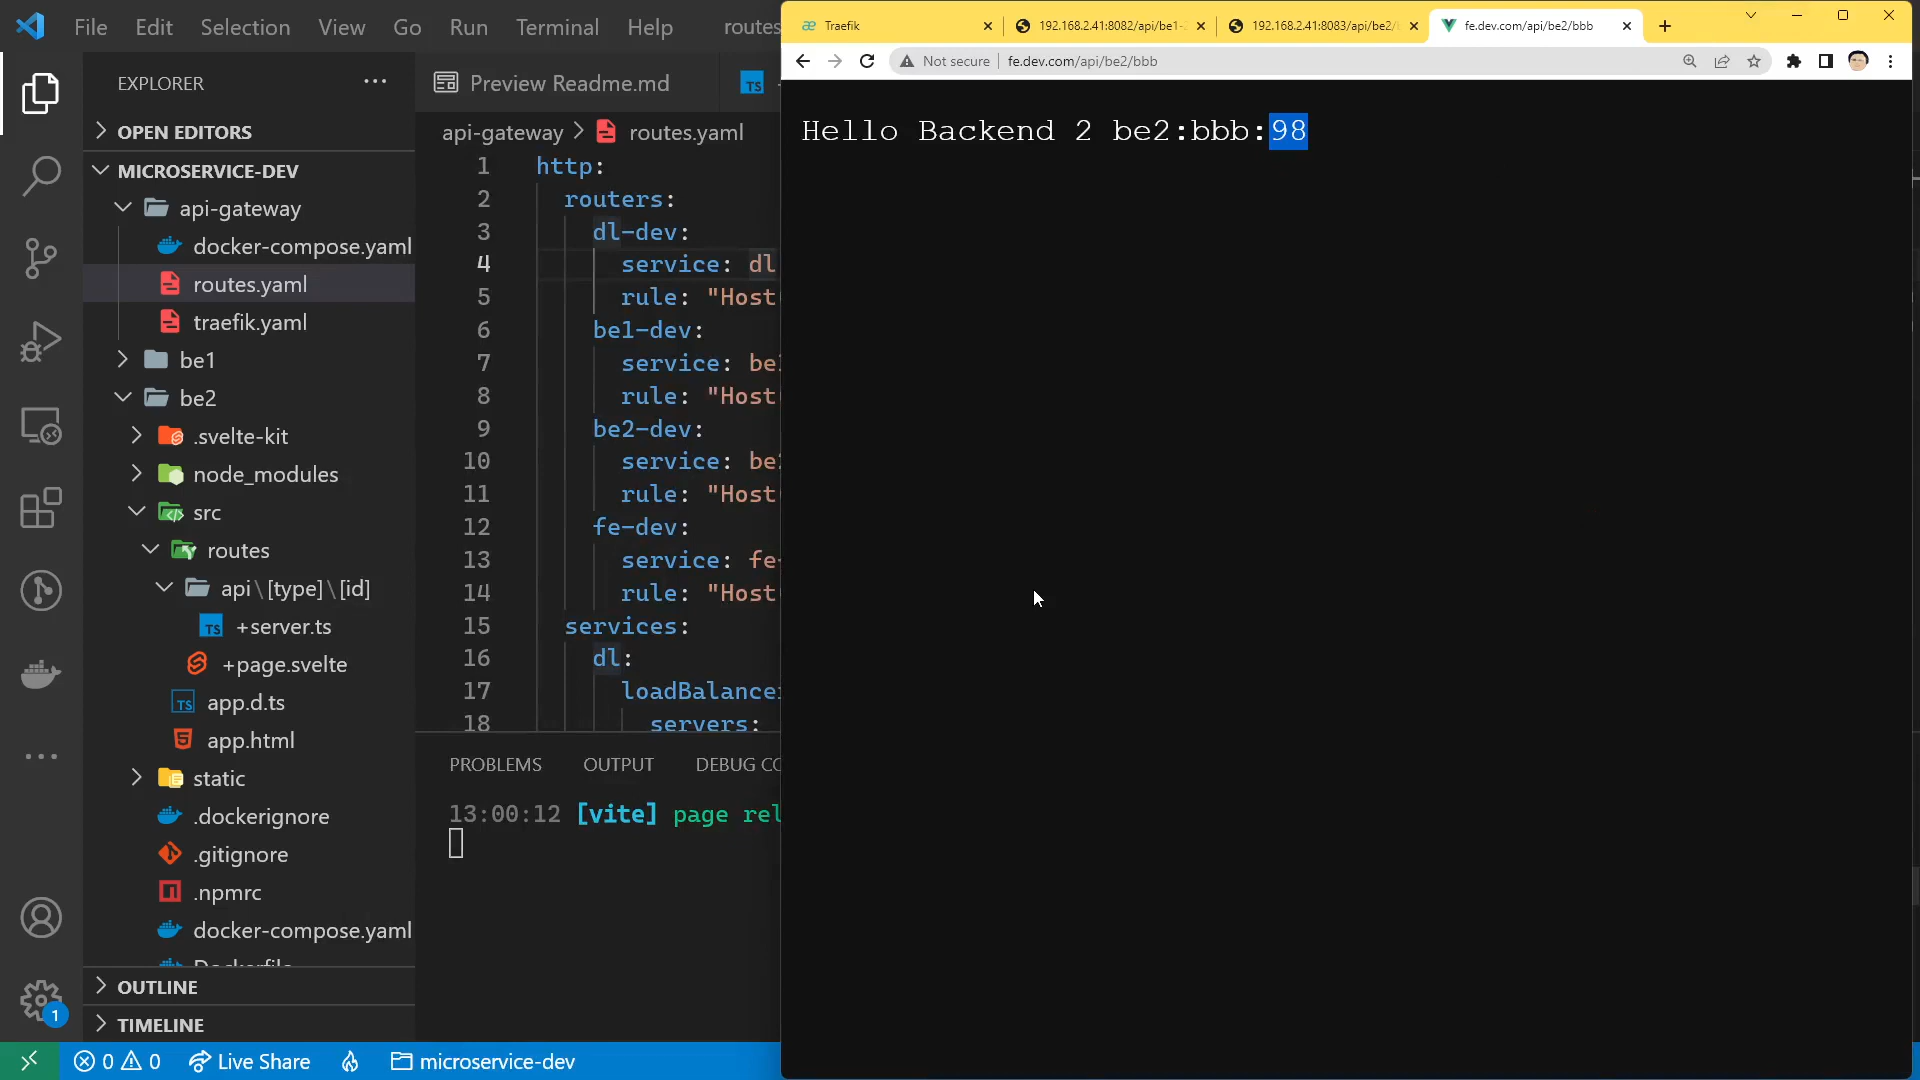 File Edit Selection View Go Run Terminal Help routes
EXPLORER
OPEN EDITORS
MICROSERVICE-DEV
api-gateway
docker-compose.yaml
routes.yaml
traefik.yaml
be1
be2
.svelte-kit
node_modules
src
routes
api\[type]\[id]
+server.ts
+page.svelte
app.d.ts
app.html
static
.dockerignore
.gitignore
.npmrc
docker-compose.yaml
Dockerfile
OUTLINE
TIMELINE
Preview Readme.md
TS
api-gateway > routes.yaml
1 http:
2 routers:
3 dl-dev:
4 service: dl
5 rule: "Host
6 be1-dev:
7 service: be
8 rule: "Host
9 be2-dev:
10 service: be
11 rule: "Host
12 fe-dev:
13 service: fe-
14 rule: "Host
15 services:
16 dl:
17 loadBalancer
18 servers:
PROBLEMS OUTPUT DEBUG CO
13:00:12 [vite] page rel
1
0 0 Live Share microservice-dev
Traefik
192.168.2.41:8082/api/be1-
192.168.2.41:8083/api/be2/
fe.dev.com/api/be2/bbb
Not secure fe.dev.com/api/be2/bbb
Hello Backend 2 be2:bbb:98